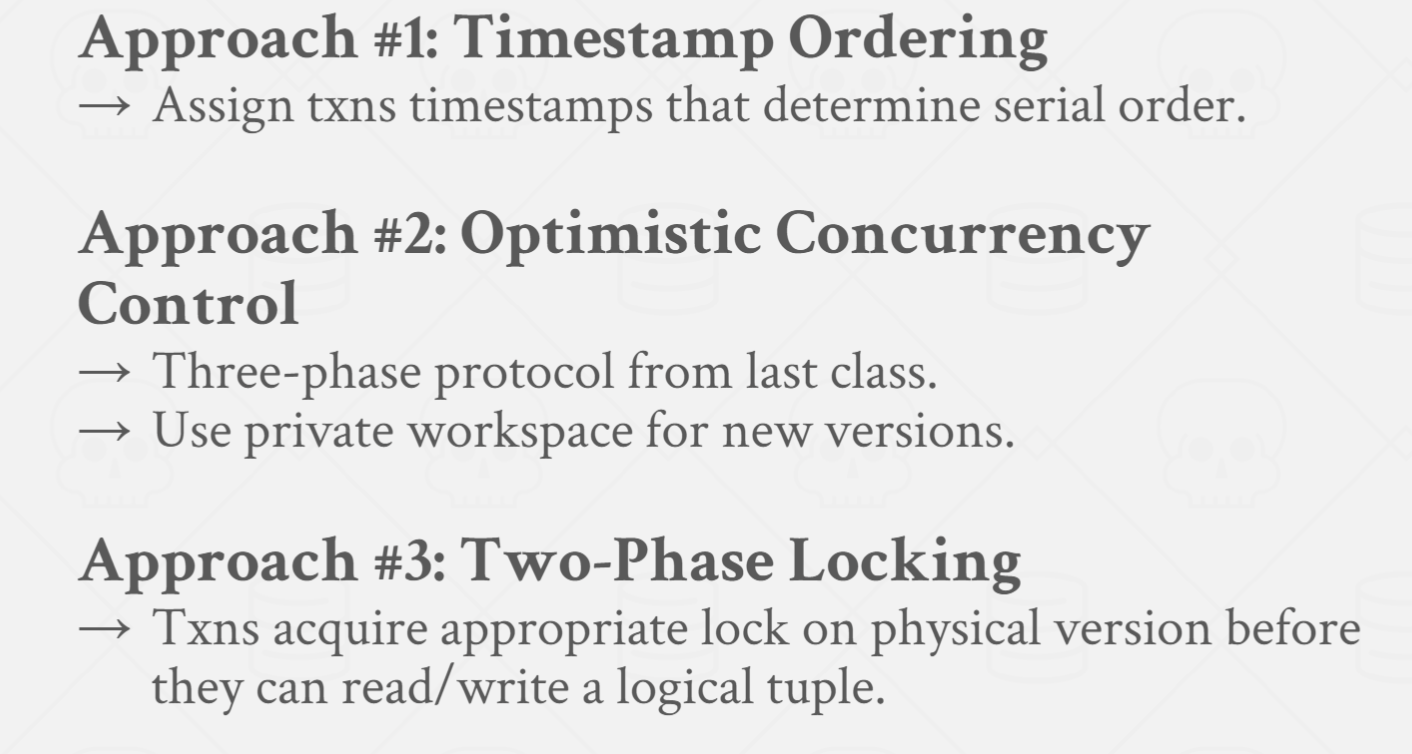 Approach #1: Timestamp Ordering
→ Assign txns timestamps that determine serial order.
Approach #2: Optimistic Concurrency
Control
→ Three-phase protocol from last class.
→ Use private workspace for new versions.
Approach #3: Two-Phase Locking
→ Txns acquire appropriate lock on physical version before
they can read/write a logical tuple.